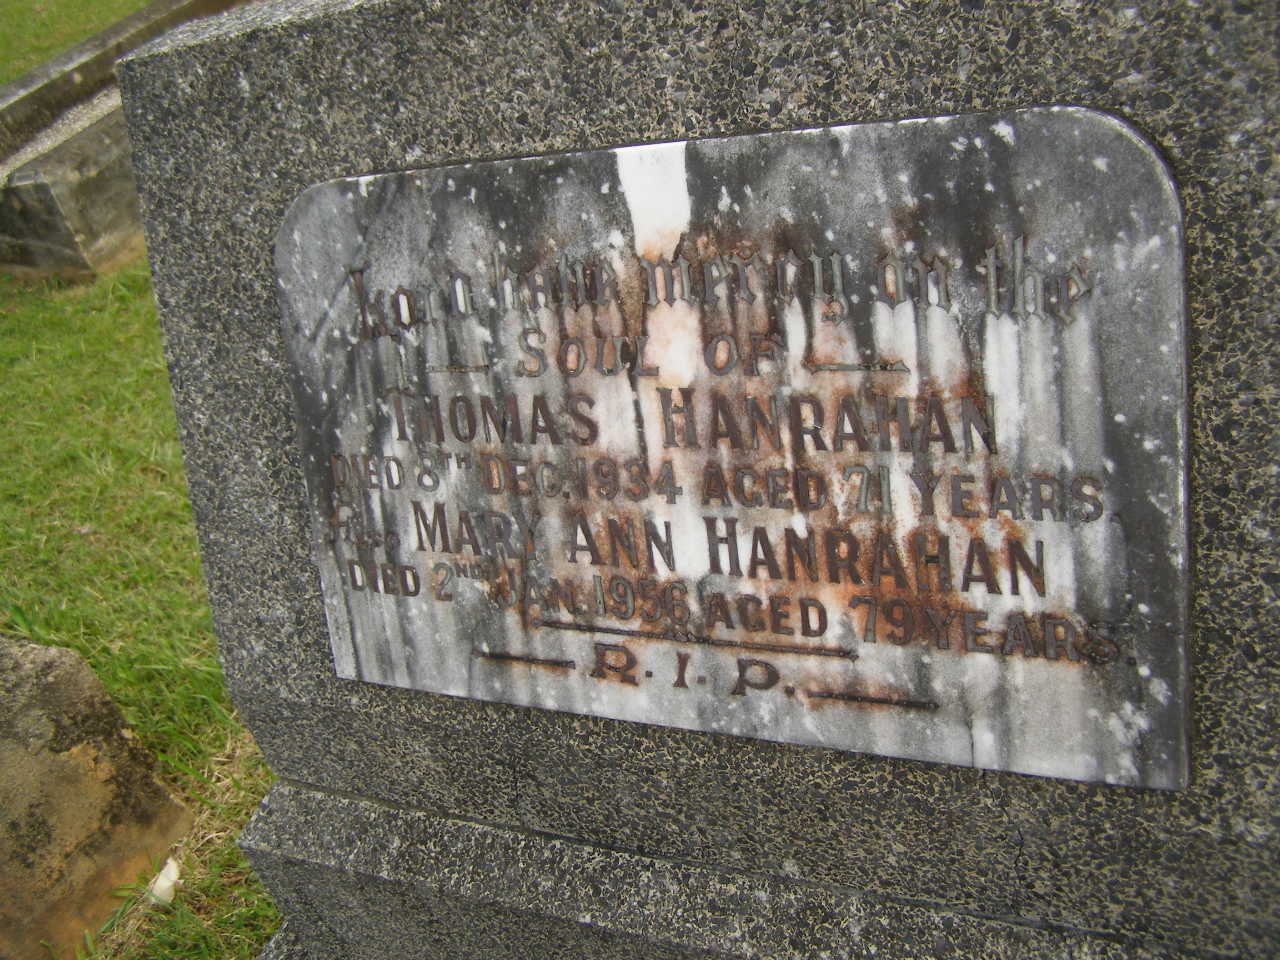 Lord have mercy on the
SOUL OF
THOMAS HANRAHAN
DIED 8TH DEC. 1934 AGED 71 YEARS
Also MARY ANN HANRAHAN
DIED 2ND JAN. 1956 AGED 79 YEARS.
R.I.P.